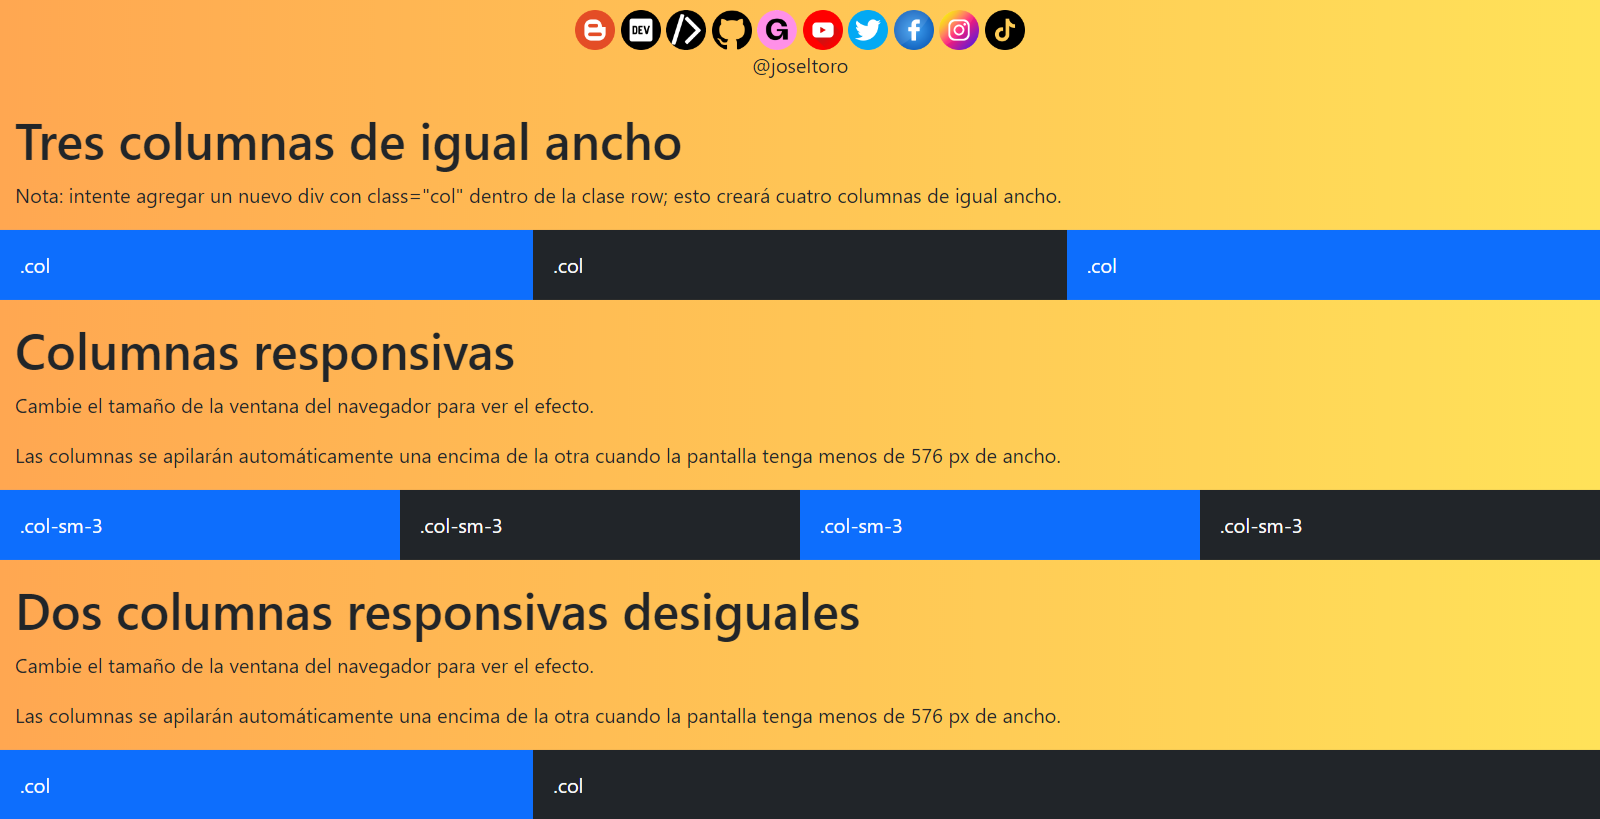 DEV
G
@joseltoro
Tres columnas de igual ancho
Nota: intente agregar un nuevo div con class="col" dentro de la clase row; esto creará cuatro columnas de igual ancho.
.col .col .col
Columnas responsivas
Cambie el tamaño de la ventana del navegador para ver el efecto.
Las columnas se apilarán automáticamente una encima de la otra cuando la pantalla tenga menos de 576 px de ancho.
.col-sm-3 .col-sm-3 .col-sm-3 .col-sm-3
Dos columnas responsivas desiguales
Cambie el tamaño de la ventana del navegador para ver el efecto.
Las columnas se apilarán automáticamente una encima de la otra cuando la pantalla tenga menos de 576 px de ancho.
.col .col